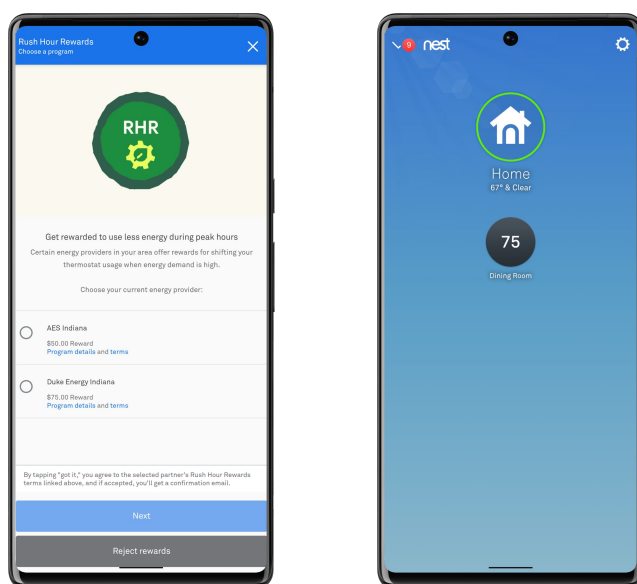 Rush Hour Rewards
Choose a program
RHR
Get rewarded to use less energy during peak hours
Certain energy providers in your area offer rewards for shifting your
thermostat usage when energy demand is high.
Choose your current energy provider:
AES Indiana
$50.00 Reward
Program details and terms
Duke Energy Indiana
$75.00 Reward
Program details and terms
By tapping "got it," you agree to the selected partner's Rush Hour Rewards
terms linked above, and if accepted, you'll get a confirmation email.
Next
Reject rewards
9 nest
Home
67° & Clear
75
Dining Room